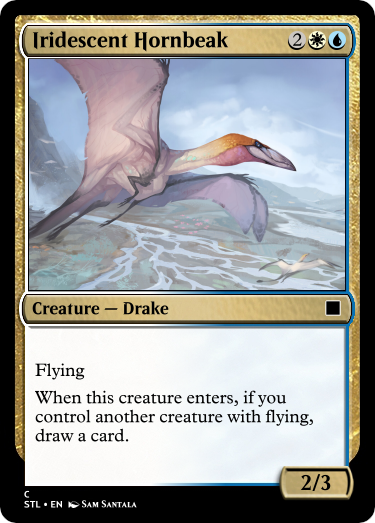 Iridescent Hornbeak 2
Creature — Drake
Flying
When this creature enters, if you
control another creature with flying,
draw a card.
2/3
C
STL • EN Sam Santala